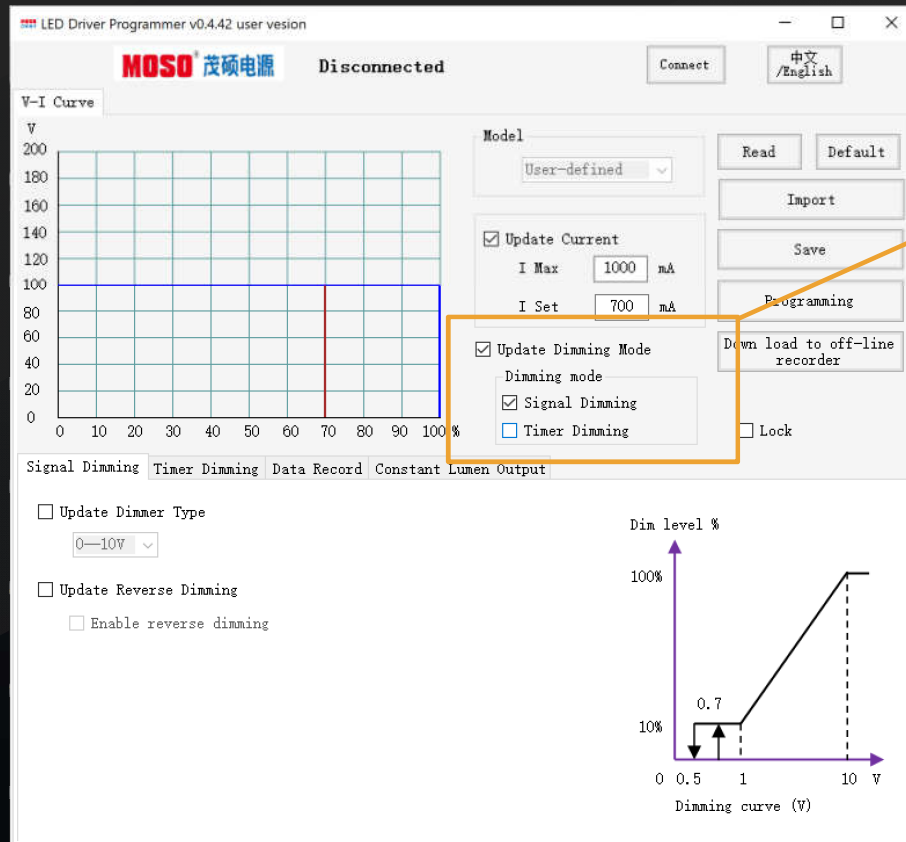 LED Driver Programmer v0.4.42 user vesion
MOSO® 茂硕电源
Disconnected
Connect
中文
/English
V-I Curve
V
200
180
160
140
120
100
80
60
40
20
0
0 10 20 30 40 50 60 70 80 90 100 %
Model
User-defined
Update Current
I Max 1000 mA
I Set 700 mA
Update Dimming Mode
Dimming mode
Signal Dimming
Timer Dimming
Read
Default
Import
Save
Programming
Down load to off-line
recorder
Lock
Signal Dimming Timer Dimming Data Record Constant Lumen Output
Update Dimmer Type
0—10V
Update Reverse Dimming
Enable reverse dimming
Dim level %
100%
0.7
10%
0 0.5 1 10 V
Dimming curve (V)